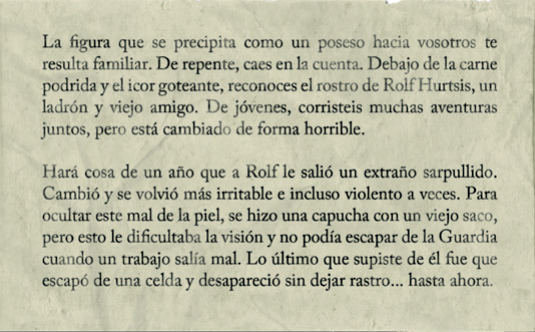 La figura que se precipita como un poseso hacia vosotros te
resulta familiar. De repente, caes en la cuenta. Debajo de la carne
podrida y el icor goteante, reconoces el rostro de Rolf Hurtsis, un
ladrón y viejo amigo. De jóvenes, corristeis muchas aventuras
juntos, pero está cambiado de forma horrible.
Hará cosa de un año que a Rolf le salió un extraño sarpullido.
Cambió y se volvió más irritable e incluso violento a veces. Para
ocultar este mal de la piel, se hizo una capucha con un viejo saco,
pero esto le dificultaba la visión y no podía escapar de la Guardia
cuando un trabajo salía mal. Lo último que supiste de él fue que
escapó de una celda y desapareció sin dejar rastro... hasta ahora.